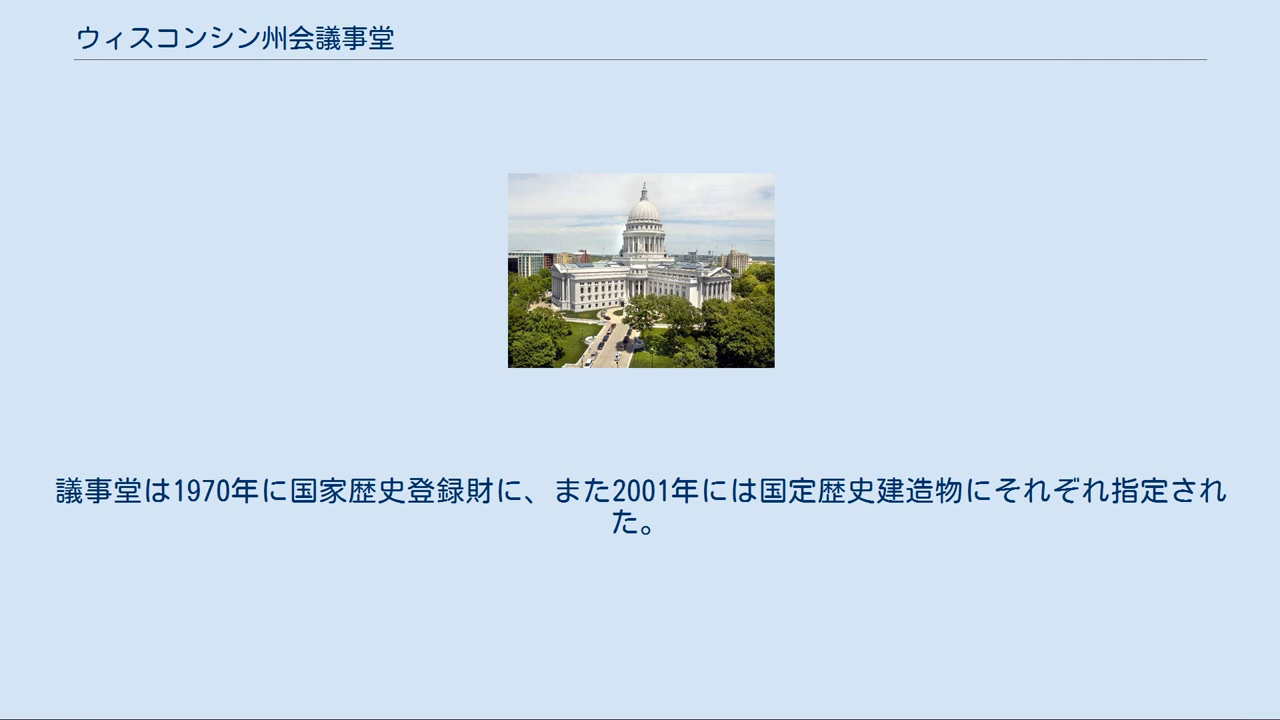 ウィスコンシン州会議事堂
議事堂は1970年に国家歴史登録財に、また2001年には国定歴史建造物にそれぞれ指定され
た。